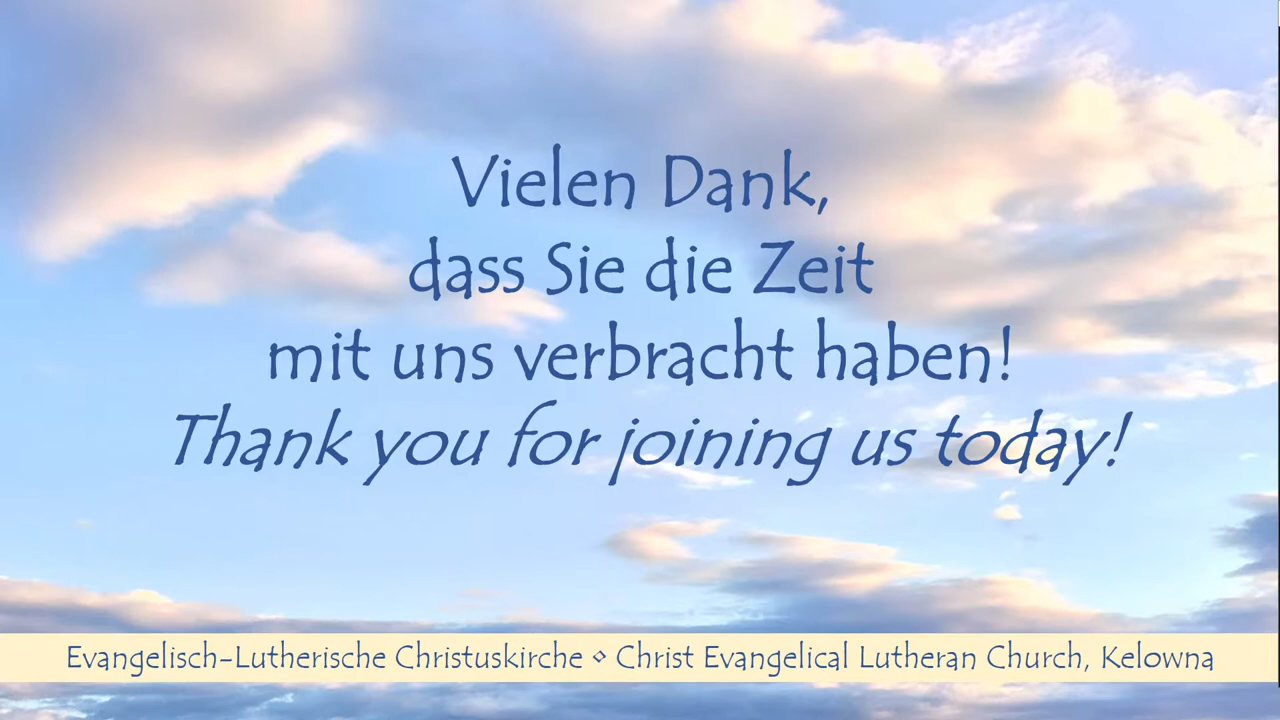 Vielen Dank,
dass Sie die Zeit
mit uns verbracht haben!
Thank you for joining us today!
Evangelisch-Lutherische Christuskirche ⋄ Christ Evangelical Lutheran Church, Kelowna